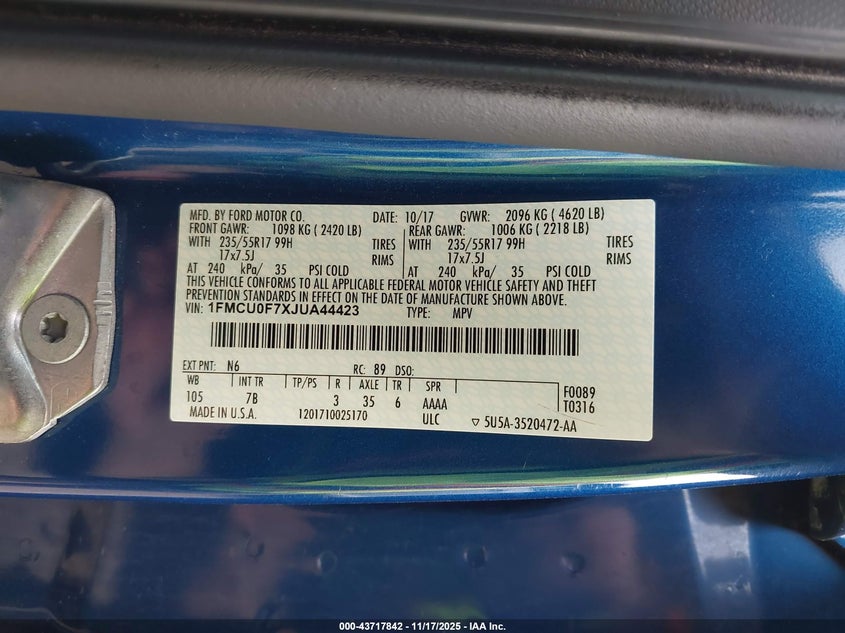 MFD. BY FORD MOTOR CO. DATE: 10/17 GVWR: 2096 KG ( 4620 LB)
FRONT GAWR: 1098 KG ( 2420 LB) REAR GAWR: 1006 KG ( 2218 LB)
WITH 235/55R17 99H TIRES WITH 235/55R17 99H TIRES
17x7.5J RIMS 17x7.5J RIMS
AT 240 kPa/ 35 PSI COLD AT 240 kPa/ 35 PSI COLD
THIS VEHICLE CONFORMS TO ALL APPLICABLE FEDERAL MOTOR VEHICLE SAFETY AND THEFT
PREVENTION STANDARDS IN EFFECT ON THE DATE OF MANUFACTURE SHOWN ABOVE.
VIN: 1FMCU0F7XJUA44423 TYPE: MPV
EXT PNT: N6 RC: 89 DSO:
WB INT TR TP/PS R AXLE TR SPR F0089
105 7B 3 35 6 AAAA T0316
MADE IN U.S.A. 1201710025170 ULC ▽ 5U5A-3520472-AA
000-43717842 - 11/17/2025 - IAA Inc.